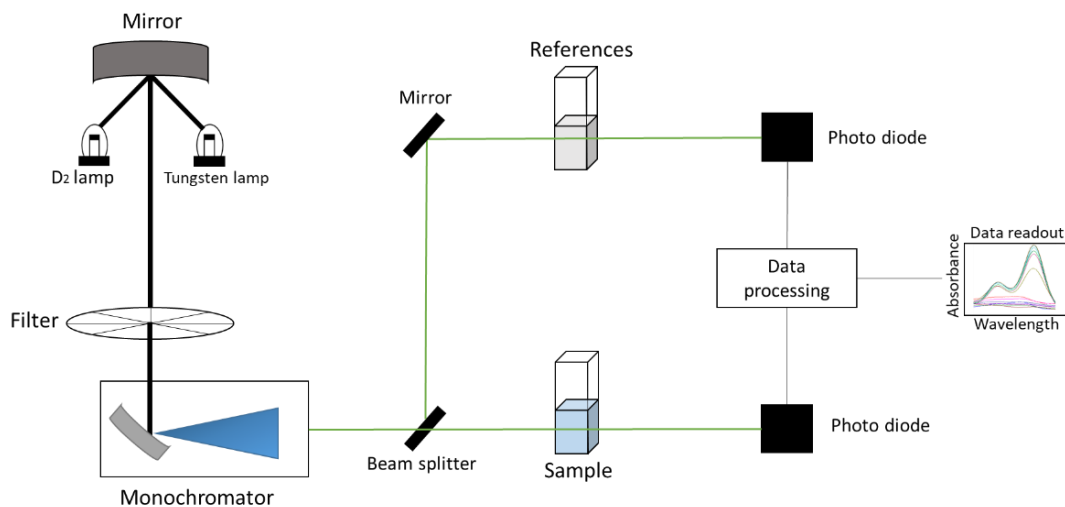 Mirror
References
Mirror
Photo diode
D2 lamp
Tungsten lamp
Data readout
Absorbance
Wavelength
Data
processing
Filter
Photo diode
Beam splitter
Sample
Monochromator